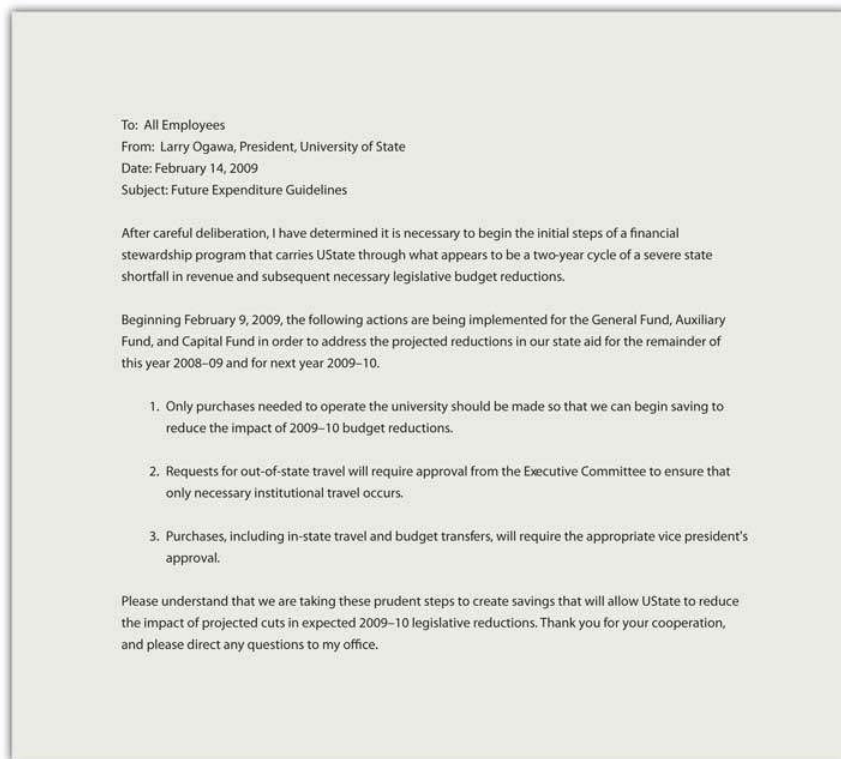 To: All Employees
From: Larry Ogawa, President, University of State
Date: February 14, 2009
Subject: Future Expenditure Guidelines
After careful deliberation, I have determined it is necessary to begin the initial steps of a financial
stewardship program that carries UState through what appears to be a two-year cycle of a severe state
shortfall in revenue and subsequent necessary legislative budget reductions.
Beginning February 9, 2009, the following actions are being implemented for the General Fund, Auxiliary
Fund, and Capital Fund in order to address the projected reductions in our state aid for the remainder of
this year 2008–09 and for next year 2009–10.
1. Only purchases needed to operate the university should be made so that we can begin saving to
reduce the impact of 2009–10 budget reductions.
2. Requests for out-of-state travel will require approval from the Executive Committee to ensure that
only necessary institutional travel occurs.
3. Purchases, including in-state travel and budget transfers, will require the appropriate vice president's
approval.
Please understand that we are taking these prudent steps to create savings that will allow UState to reduce
the impact of projected cuts in expected 2009–10 legislative reductions. Thank you for your cooperation,
and please direct any questions to my office.